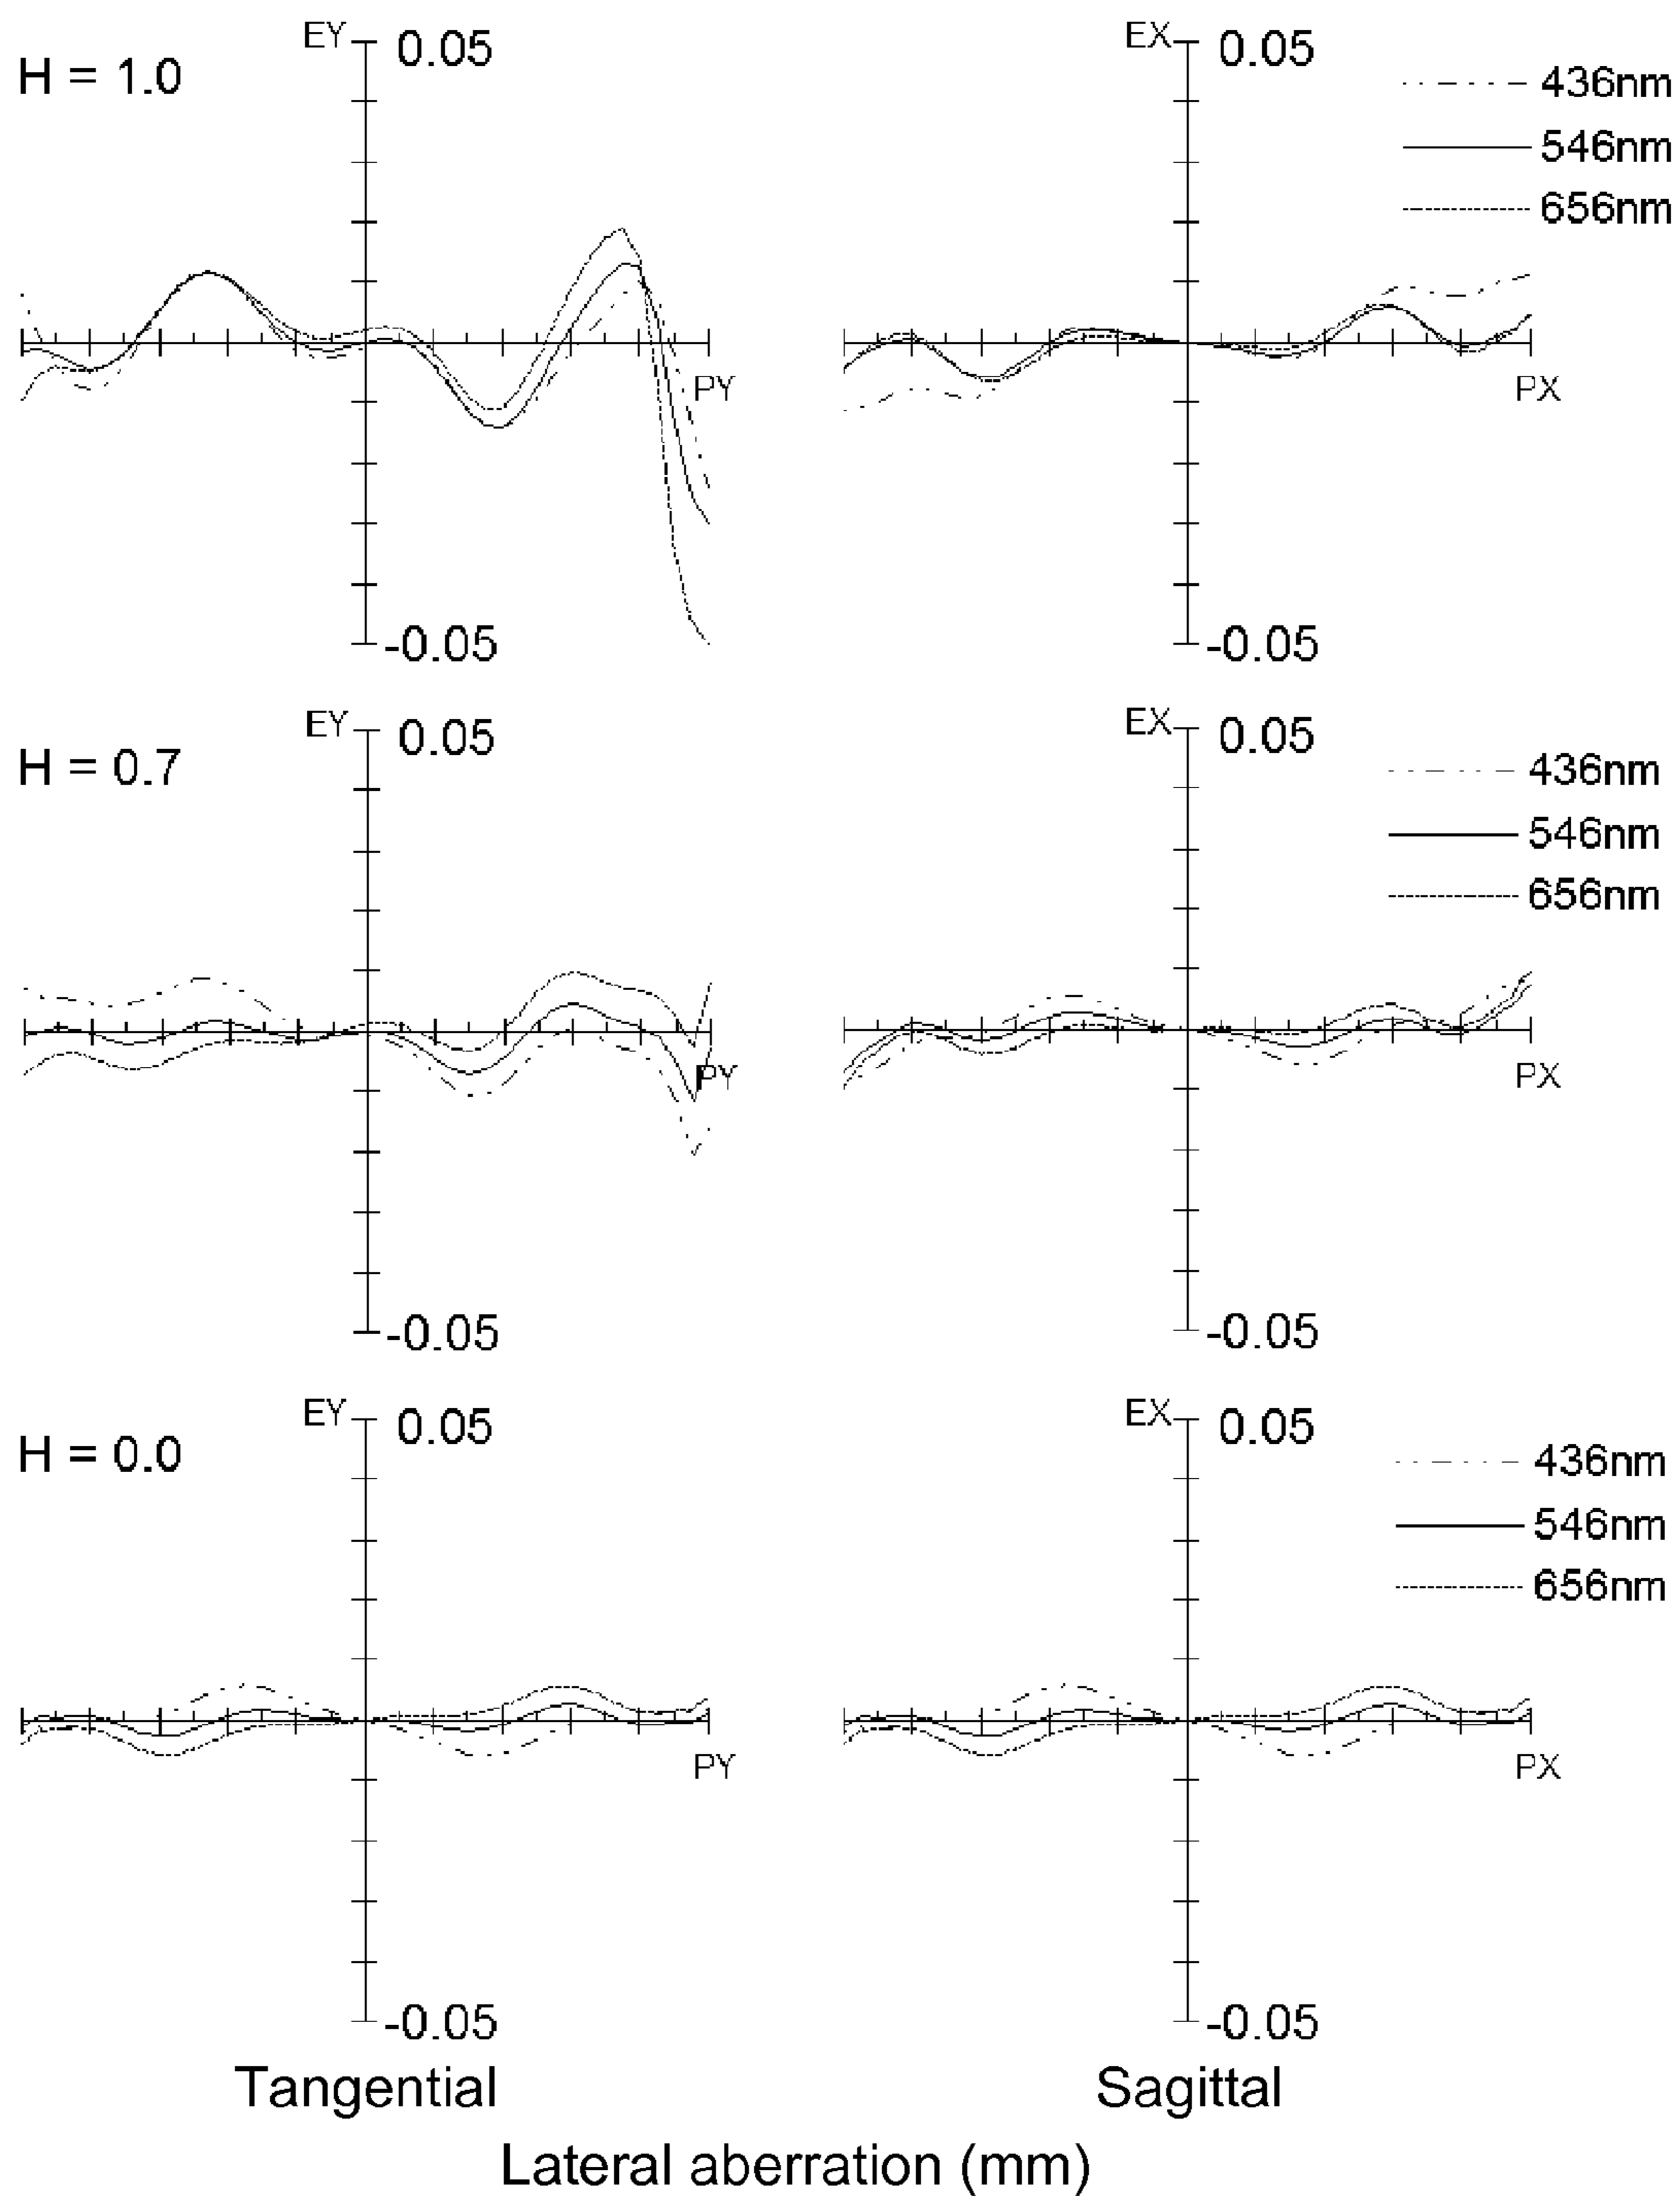 EY 0.05 EX 0.05
H = 1.0
436nm
546nm
656nm
PY PX
-0.05 -0.05
EY 0.05 EX 0.05
H = 0.7
436nm
546nm
656nm
PY PX
-0.05 -0.05
EY 0.05 EX 0.05
H = 0.0
436nm
546nm
656nm
PY PX
-0.05 -0.05
Tangential Sagittal
Lateral aberration (mm)